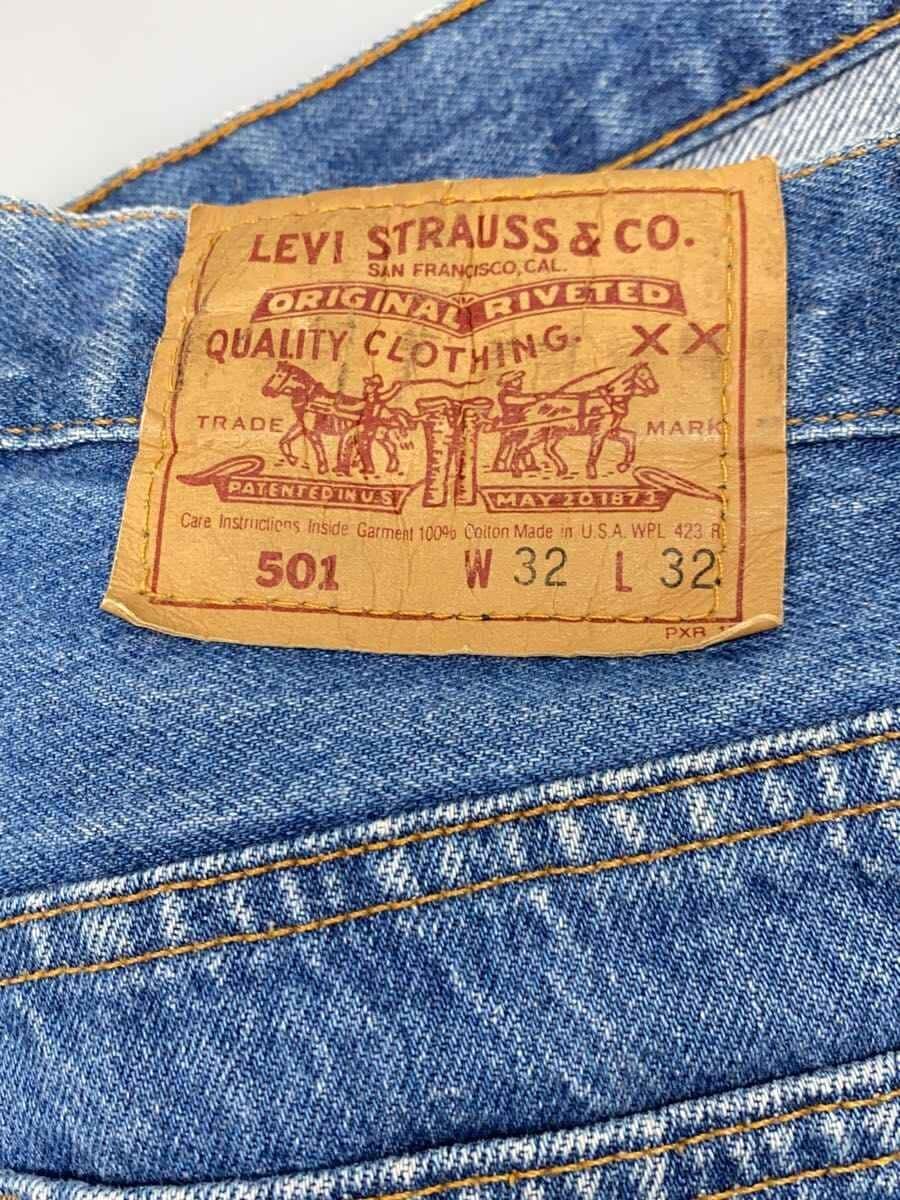 LEVI STRAUSS & CO.
SAN FRANCISCO, CAL.
ORIGINAL RIVETED
QUALITY CLOTHING. XX
TRADE MARK
PATENTED IN U.S. MAY 20 1873
Care Instructions Inside Garment 100% Cotton Made in U.S.A. WPL 423 R
501 W 32 L 32
PXR